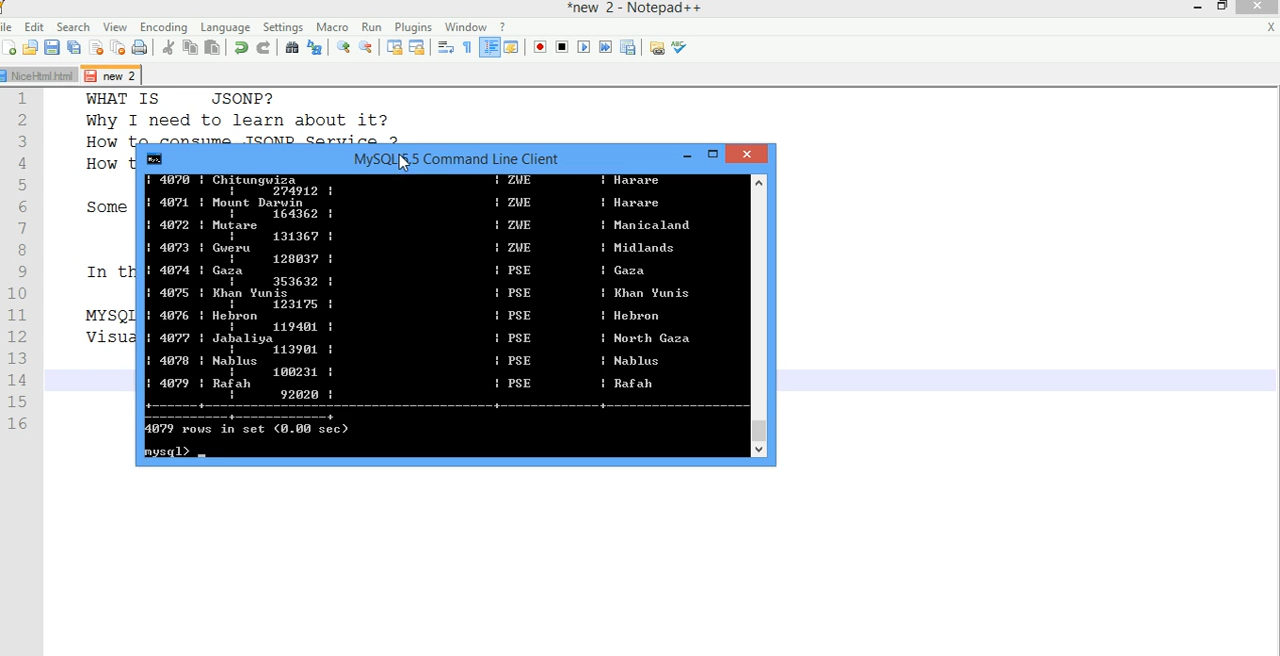 *new 2 - Notepad++
ile Edit Search View Encoding Language Settings Macro Run Plugins Window ? X
NiceHtml.html new 2
1 WHAT IS JSONP?
2 Why I need to learn about it?
3 How to consume JSONP Service ?
4 How t
5
6 Some
7
8
9 In th
10
11 MYSQL
12 Visua
13
14
15
16
MySQL 5.5 Command Line Client
| 4070 | Chitungwiza | ZWE | Harare
| 274912 |
| 4071 | Mount Darwin | ZWE | Harare
| 164362 |
| 4072 | Mutare | ZWE | Manicaland
| 131367 |
| 4073 | Gweru | ZWE | Midlands
| 128037 |
| 4074 | Gaza | PSE | Gaza
| 353632 |
| 4075 | Khan Yunis | PSE | Khan Yunis
| 123175 |
| 4076 | Hebron | PSE | Hebron
| 119401 |
| 4077 | Jabaliya | PSE | North Gaza
| 113901 |
| 4078 | Nablus | PSE | Nablus
| 100231 |
| 4079 | Rafah | PSE | Rafah
| 92020 |
4079 rows in set (0.00 sec)
mysql> _